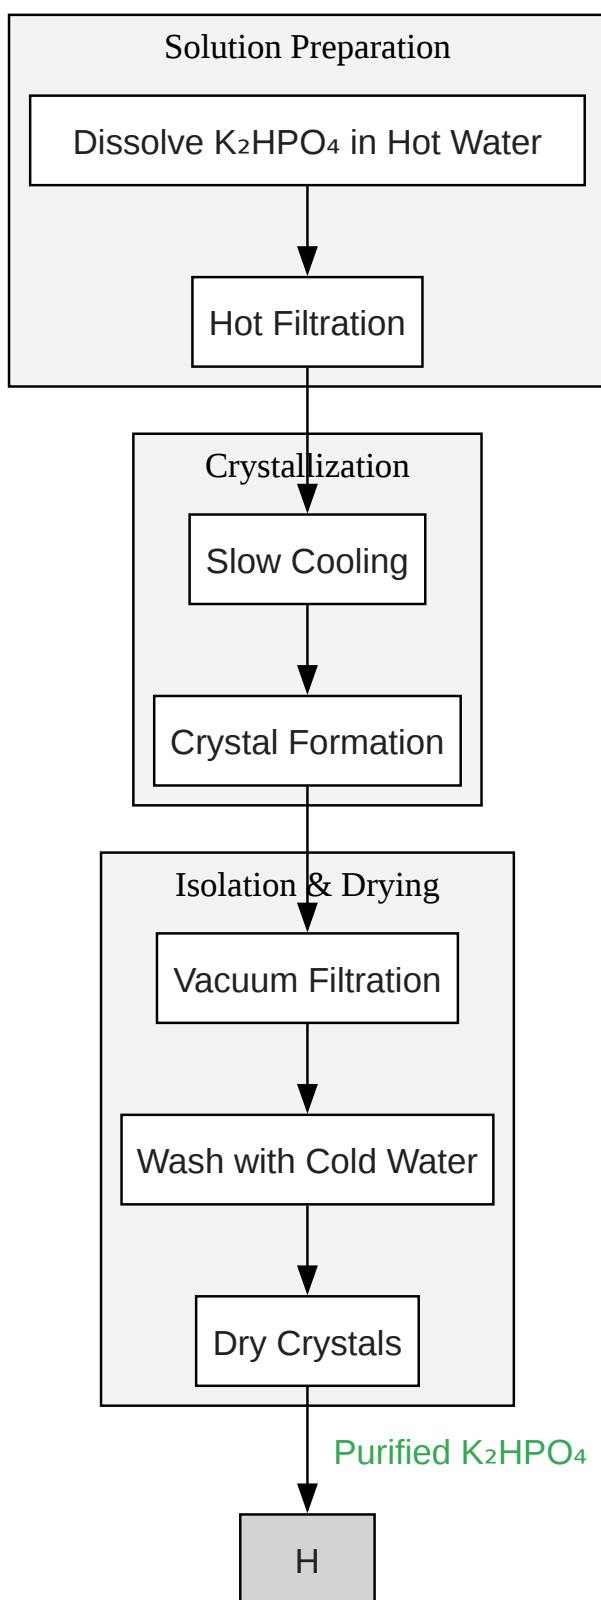 Solution Preparation
Dissolve K₂HPO₄ in Hot Water
Hot Filtration
Crystallization
Slow Cooling
Crystal Formation
Isolation & Drying
Vacuum Filtration
Wash with Cold Water
Dry Crystals
Purified K₂HPO₄
H